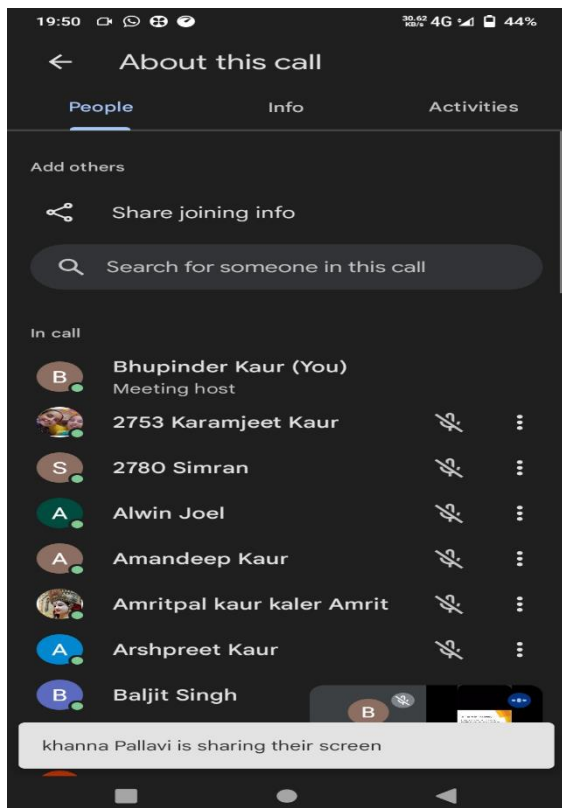 19:50
30.62 KB/s 4G 44%
About this call
People Info Activities
Add others
Share joining info
Search for someone in this call
In call
B Bhupinder Kaur (You)
Meeting host
2753 Karamjeet Kaur
S 2780 Simran
A Alwin Joel
A Amandeep Kaur
Amritpal kaur kaler Amrit
A Arshpreet Kaur
B Baljit Singh
B
khanna Pallavi is sharing their screen